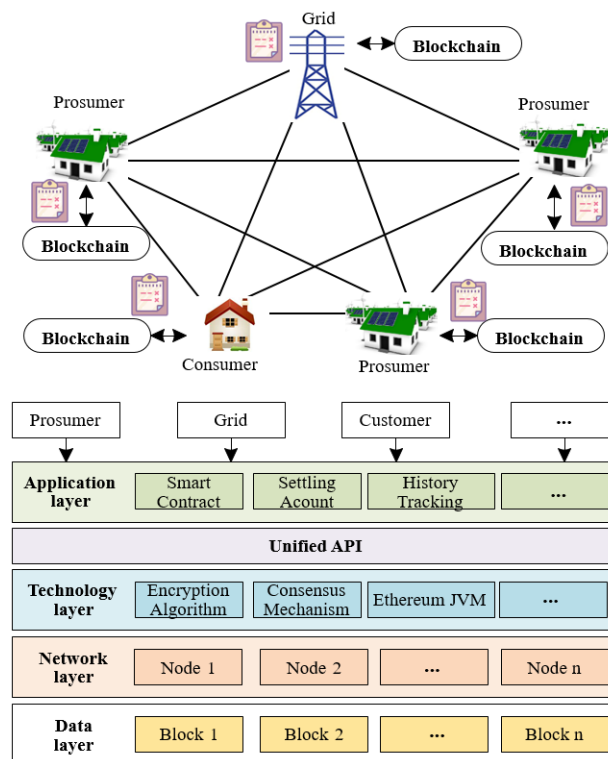 Grid
Blockchain
Prosumer
Prosumer
Blockchain
Blockchain
Blockchain
Consumer
Prosumer
Blockchain
Prosumer
Grid
Customer
...
Application
layer
Smart
Contract
Settling
Acount
History
Tracking
...
Unified API
Technology
layer
Encryption
Algorithm
Consensus
Mechanism
Ethereum JVM
...
Network
layer
Node 1
Node 2
...
Node n
Data
layer
Block 1
Block 2
...
Block n